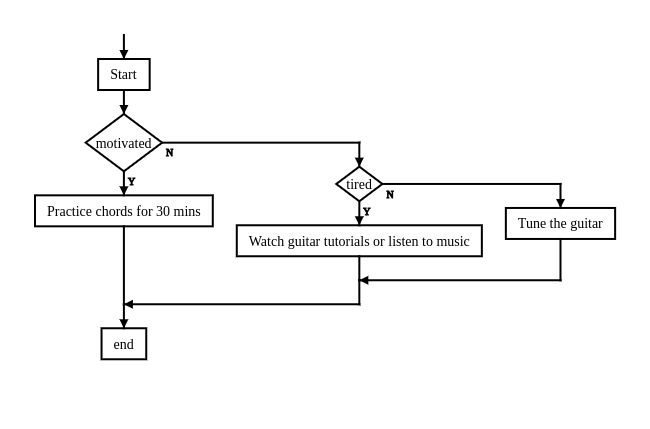 Start
motivated
N
Y
tired
N
Y
Practice chords for 30 mins
Watch guitar tutorials or listen to music
Tune the guitar
end